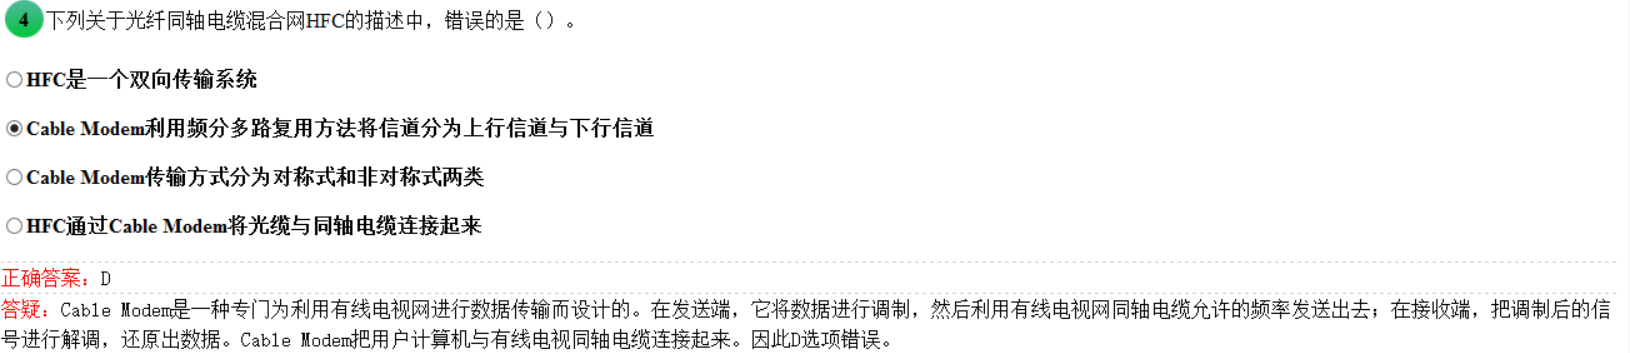 4 下列关于光纤同轴电缆混合网HFC的描述中，错误的是（）。
HFC是一个双向传输系统
Cable Modem利用频分多路复用方法将信道分为上行信道与下行信道
Cable Modem传输方式分为对称式和非对称式两类
HFC通过Cable Modem将光缆与同轴电缆连接起来
正确答案：D
答疑：Cable Modem是一种专门为利用有线电视网进行数据传输而设计的。在发送端，它将数据进行调制，然后利用有线电视网同轴电缆允许的频率发送出去；在接收端，把调制后的信
号进行解调，还原出数据。Cable Modem把用户计算机与有线电视同轴电缆连接起来。因此D选项错误。